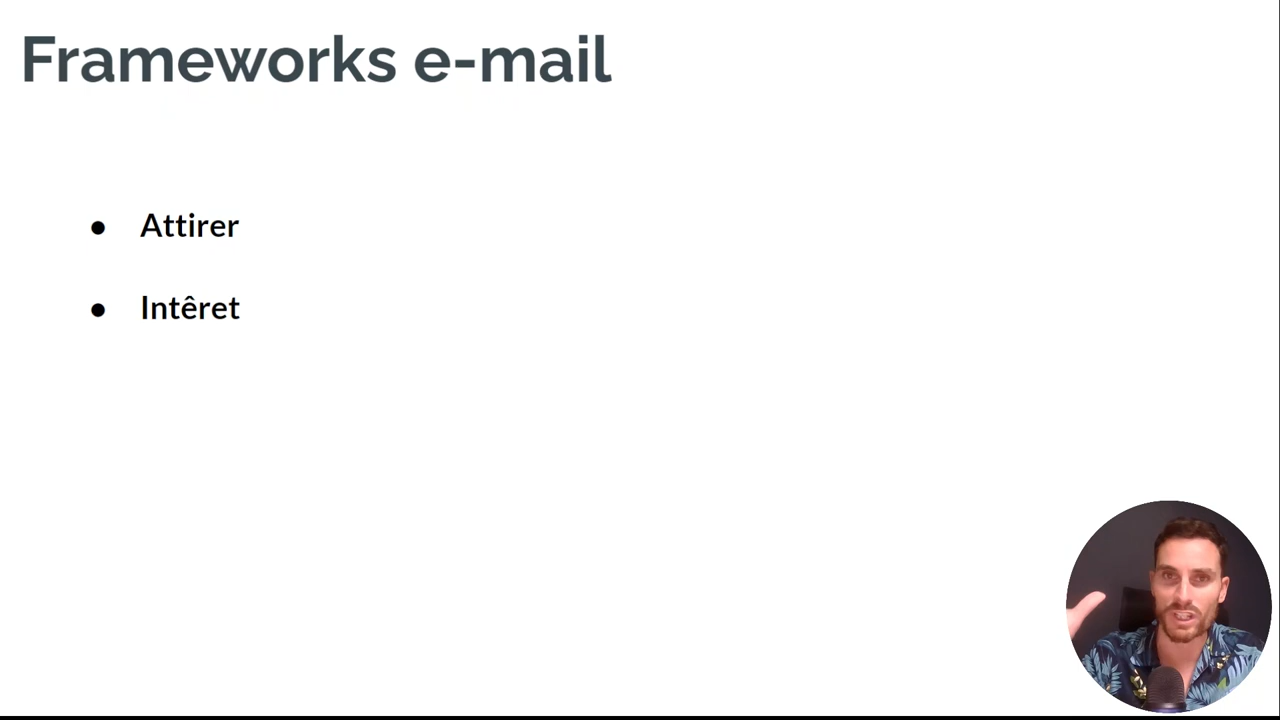 Frameworks e-mail
● Attirer
● Intêret